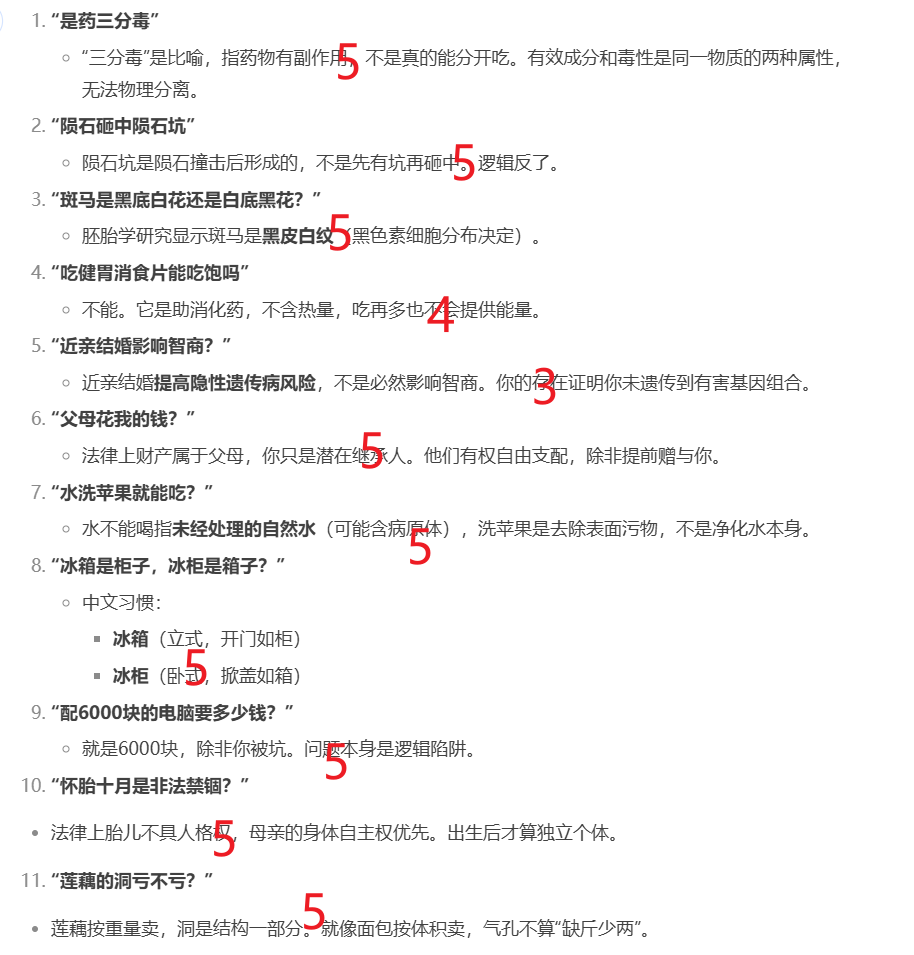 1. “是药三分毒”
“三分毒”是比喻，指药物有副作用，不是真的能分开吃。有效成分和毒性是同一物质的两种属性，
5
无法物理分离。
2. “陨石砸中陨石坑”
陨石坑是陨石撞击后形成的，不是先有坑再砸中。逻辑反了。
5
3. “斑马是黑底白花还是白底黑花？”
胚胎学研究显示斑马是黑皮白纹（黑色素细胞分布决定）。
5
4. “吃健胃消食片能吃饱吗”
不能。它是助消化药，不含热量，吃再多也不会提供能量。
4
5. “近亲结婚影响智商？”
近亲结婚提高隐性遗传病风险，不是必然影响智商。你的存在证明你未遗传到有害基因组合。
3
6. “父母花我的钱？”
法律上财产属于父母，你只是潜在继承人。他们有权自由支配，除非提前赠与你。
5
7. “水洗苹果就能吃？”
水不能喝指未经处理的自然水（可能含病原体），洗苹果是去除表面污物，不是净化水本身。
5
8. “冰箱是柜子，冰柜是箱子？”
中文习惯：
冰箱（立式，开门如柜）
冰柜（卧式，掀盖如箱）
5
9. “配6000块的电脑要多少钱？”
就是6000块，除非你被坑。问题本身是逻辑陷阱。
5
10. “怀胎十月是非法禁锢？”
法律上胎儿不具人格权，母亲的身体自主权优先。出生后才算独立个体。
5
11. “莲藕的洞亏不亏？”
莲藕按重量卖，洞是结构一部分。就像面包按体积卖，气孔不算“缺斤少两”。
5